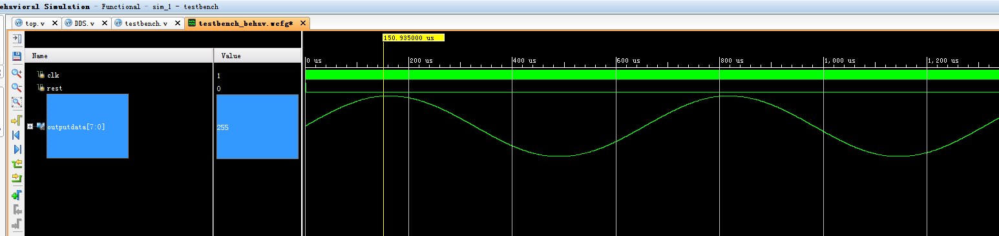 ehavioral Simulation - Functional - sim_1 - testbench
top.v DDS.v testbench.v testbench_behav.wcfg*
150.935000 us
Name Value
0 us 200 us 400 us 600 us 800 us 1,000 us 1,200 us
clk 1
rest 0
outputdata[7:0] 255